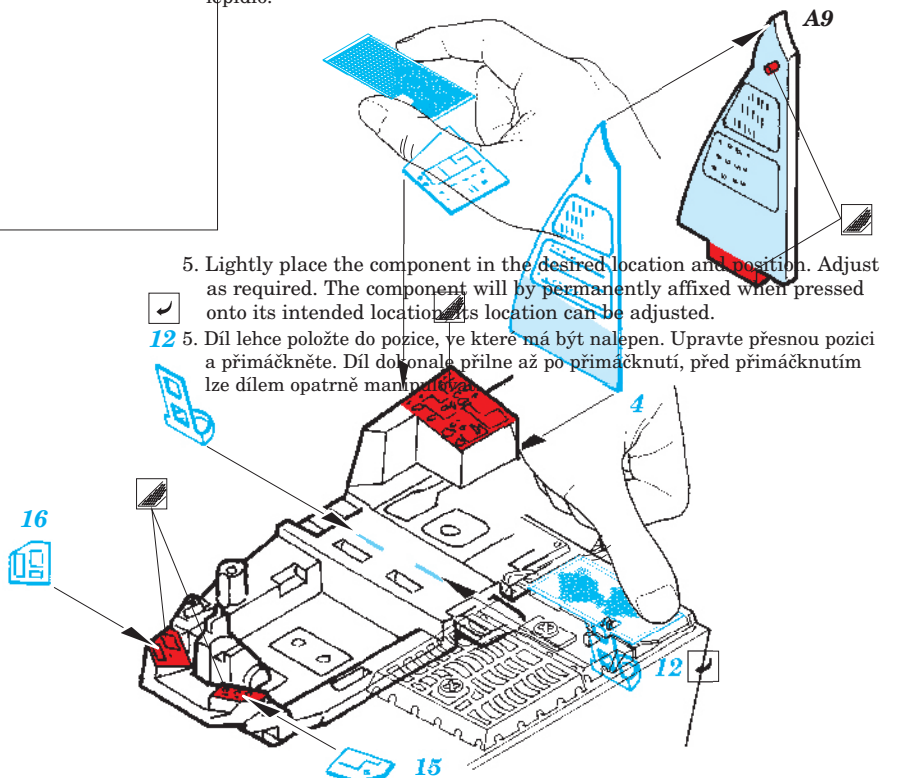 lepidlo.
A9
5. Lightly place the component in the desired location and position. Adjust
as required. The component will by permanently affixed when pressed
onto its intended location, its location can be adjusted.
12
5. Díl lehce položte do pozice, ve které má být nalepen. Upravte přesnou pozici
a přimáčkněte. Díl dokonale přilne až po přimáčknutí, před přimáčknutím
lze dílem opatrně manipulovat.
4
16
12
15